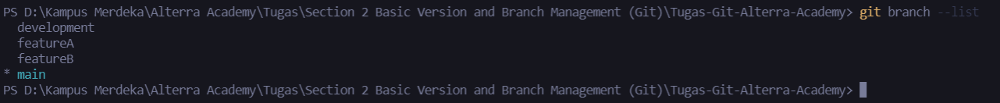 PS D:\Kampus Merdeka\Alterra Academy\Tugas\Section 2 Basic Version and Branch Management (Git)\Tugas-Git-Alterra-Academy> git branch --list
  development
  featureA
  featureB
* main
PS D:\Kampus Merdeka\Alterra Academy\Tugas\Section 2 Basic Version and Branch Management (Git)\Tugas-Git-Alterra-Academy>